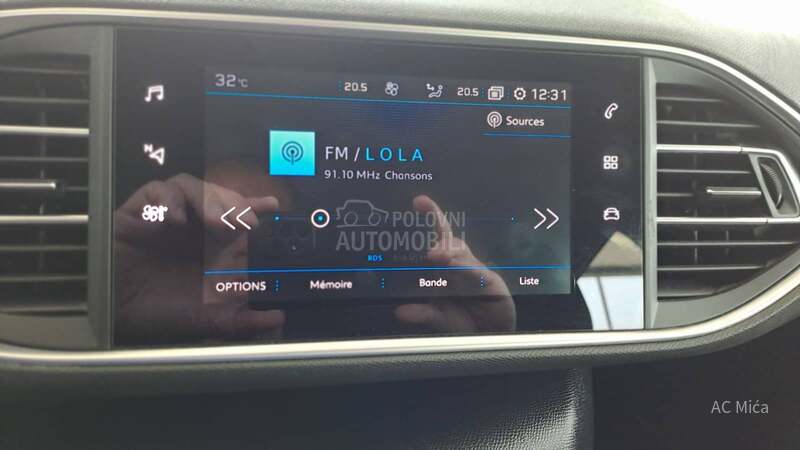 32°C 20.5 20.5 12:31
Sources
FM / LOLA
91.10 MHz Chansons
N
POLOVNI
AUTOMOBILI
RDS
OPTIONS Mémoire Bande Liste
AC Mića